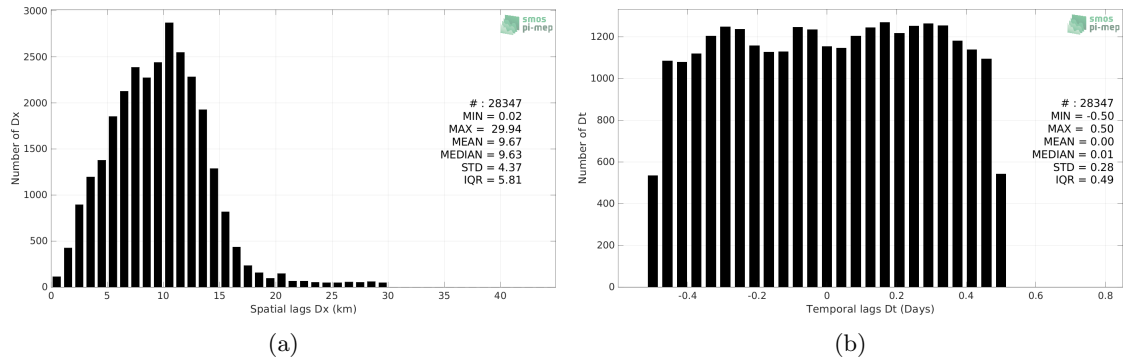 3000
2500
2000
1500
1000
500
0
Number of Dx
0 5 10 15 20 25 30 35 40
Spatial lags Dx (km)
smos
pi-mep
# : 28347
MIN = 0.02
MAX = 29.94
MEAN = 9.67
MEDIAN = 9.63
STD = 4.37
IQR = 5.81
(a)
1200
1000
800
600
400
200
0
Number of Dt
-0.4 -0.2 0 0.2 0.4 0.6 0.8
Temporal lags Dt (Days)
smos
pi-mep
# : 28347
MIN = -0.50
MAX = 0.50
MEAN = 0.00
MEDIAN = 0.01
STD = 0.28
IQR = 0.49
(b)